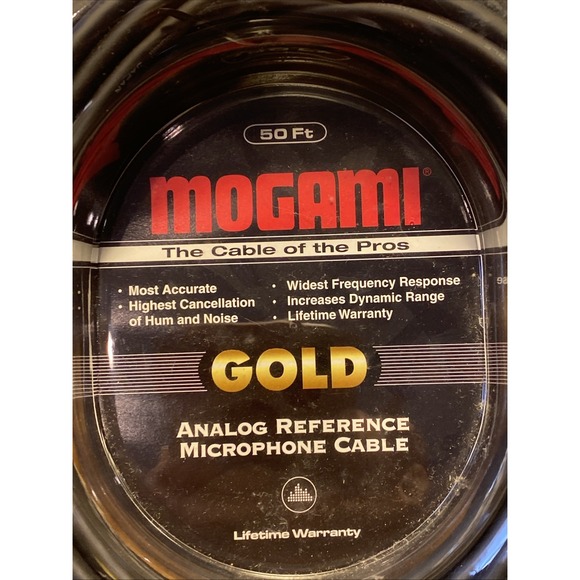 50 Ft
MOGAMI®
The Cable of the Pros
• Most Accurate
• Highest Cancellation
of Hum and Noise
• Widest Frequency Response
• Increases Dynamic Range
• Lifetime Warranty
GOLD
ANALOG REFERENCE
MICROPHONE CABLE
Lifetime Warranty